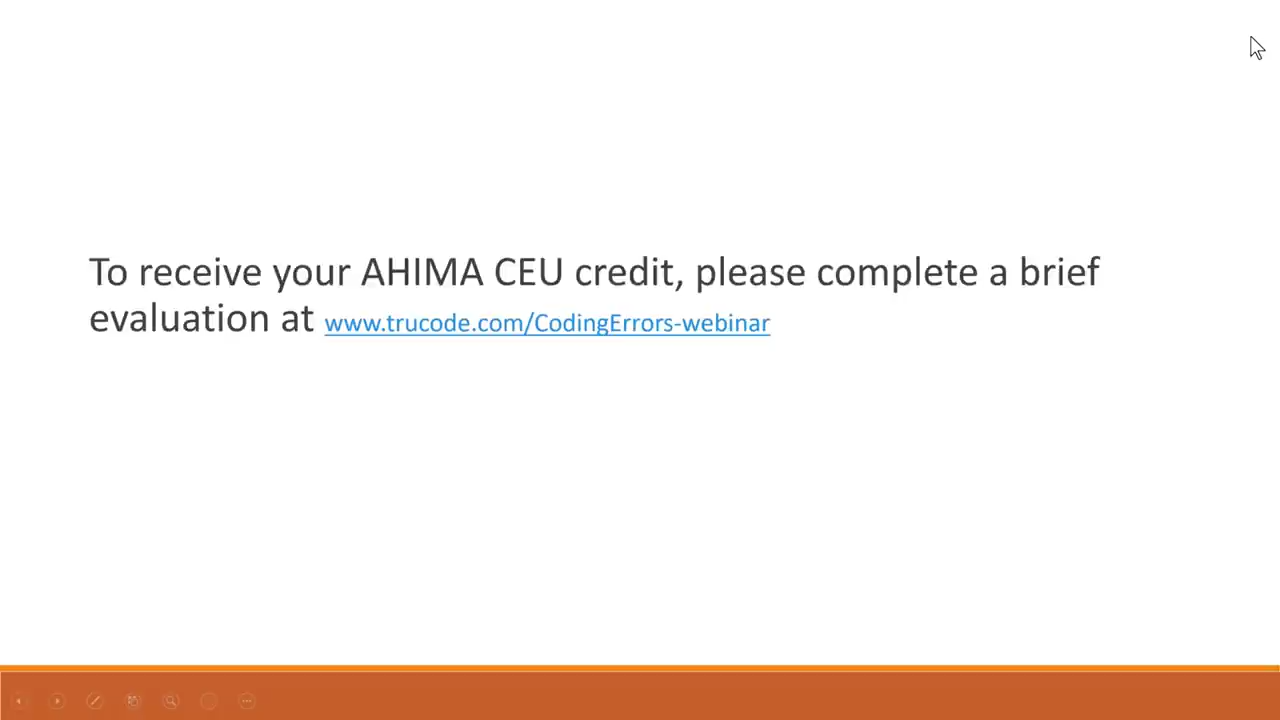 To receive your AHIMA CEU credit, please complete a brief
evaluation at www.trucode.com/CodingErrors-webinar